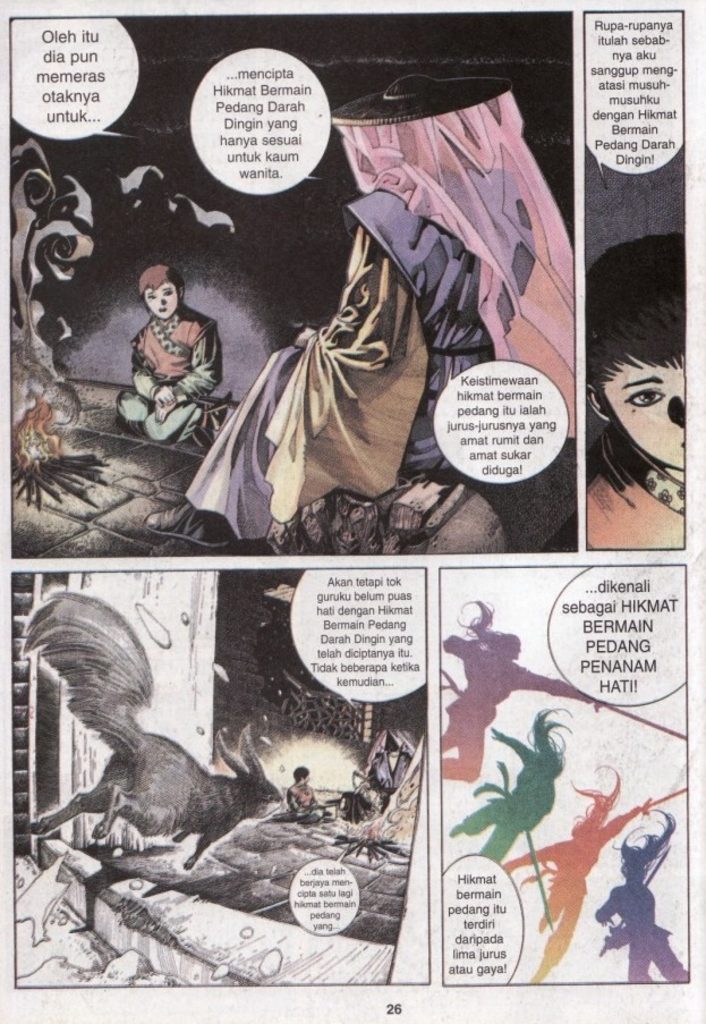 Oleh itu
dia pun
memeras
otaknya
untuk...
...mencipta
Hikmat Bermain
Pedang Darah
Dingin yang
hanya sesuai
untuk kaum
wanita.
Keistimewaan
hikmat bermain
pedang itu ialah
jurus-jurusnya yang
amat rumit dan
amat sukar
diduga!
Rupa-rupanya
itulah sebab-
nya aku
sanggup meng-
atasi musuh-
musuhku
dengan Hikmat
Bermain
Pedang Darah
Dingin!
Akan tetapi tok
guruku belum puas
hati dengan Hikmat
Bermain Pedang
Darah Dingin yang
telah diciptanya itu.
Tidak beberapa ketika
kemudian...
...dia telah
berjaya men-
cipta satu lagi
hikmat bermain
pedang
yang...
...dikenali
sebagai HIKMAT
BERMAIN
PEDANG
PENANAM
HATI!
Hikmat
bermain
pedang itu
terdiri
daripada
lima jurus
atau gaya!
26